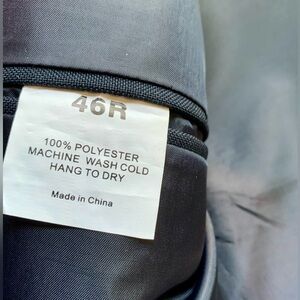 46R
100% POLYESTER
MACHINE WASH COLD
HANG TO DRY
Made in China